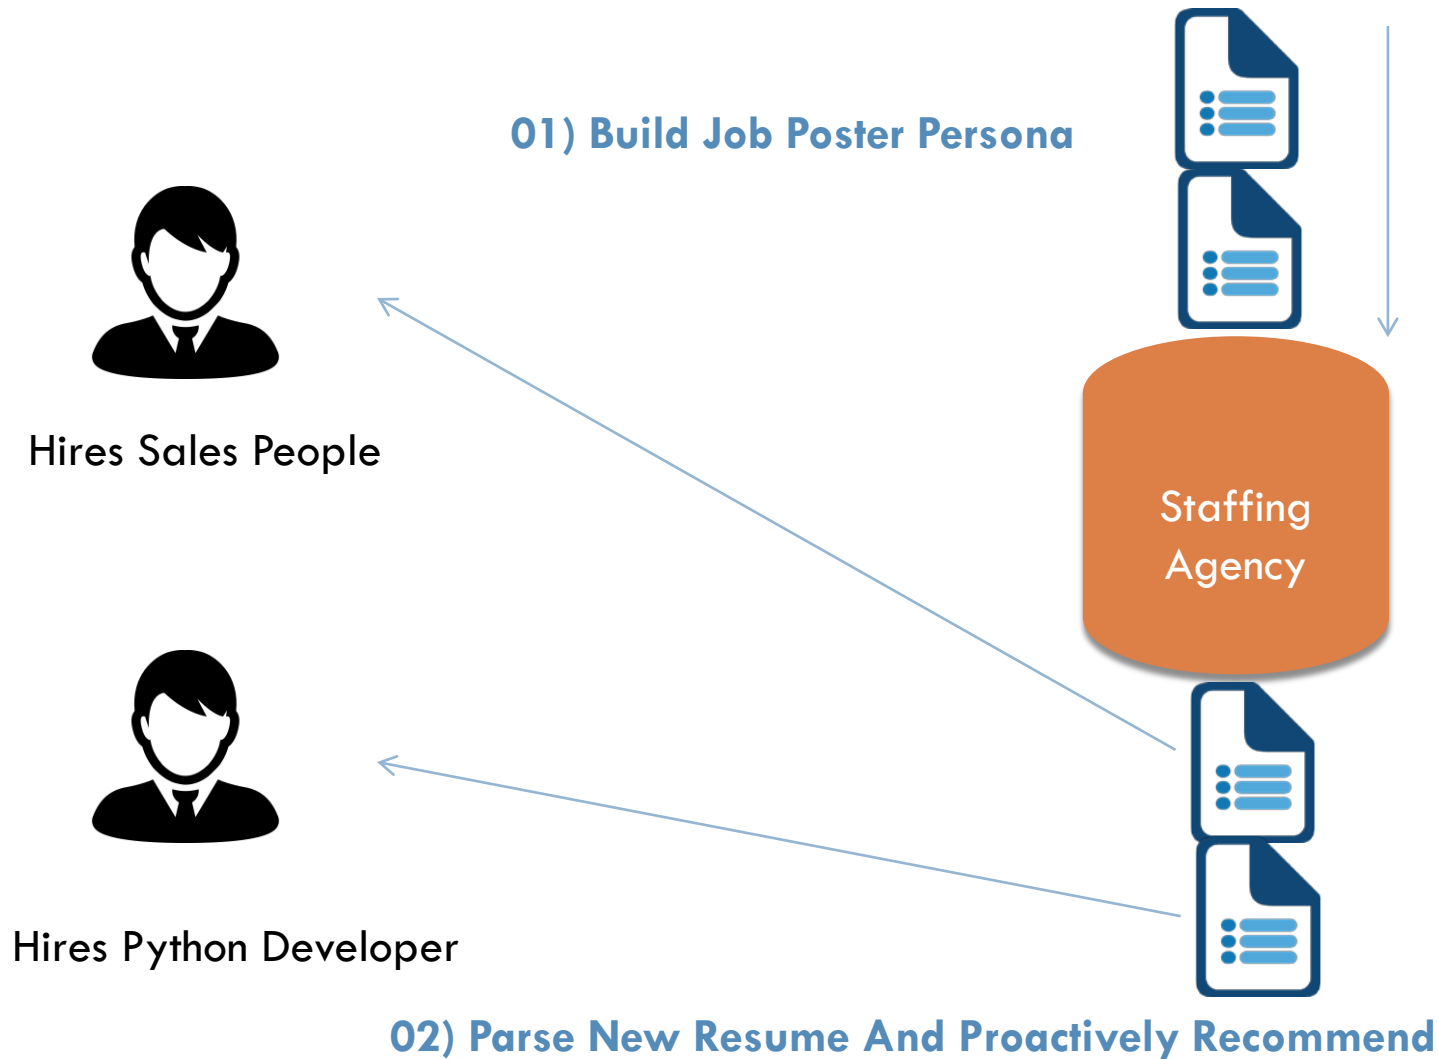 01) Build Job Poster Persona
Hires Sales People
Staffing
Agency
Hires Python Developer
02) Parse New Resume And Proactively Recommend